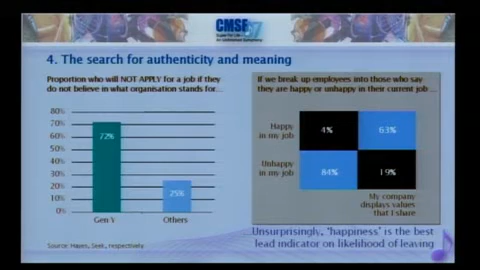 CMSF
4. The search for authenticity and meaning
Proportion who will NOT APPLY for a job if they
do not believe in what organisation stands for...
80%
70%
60%
50%
40%
30%
20%
10%
0%
72%
25%
Gen Y
Others
If we break up employees into those who say
they are happy or unhappy in their current job ...
Happy
in my job
4%
63%
Unhappy
in my job
84%
19%
My company
displays values
that I share
...Unsurprisingly, 'happiness' is the best
lead indicator on likelihood of leaving
Source: Hayes, Seek, respectively